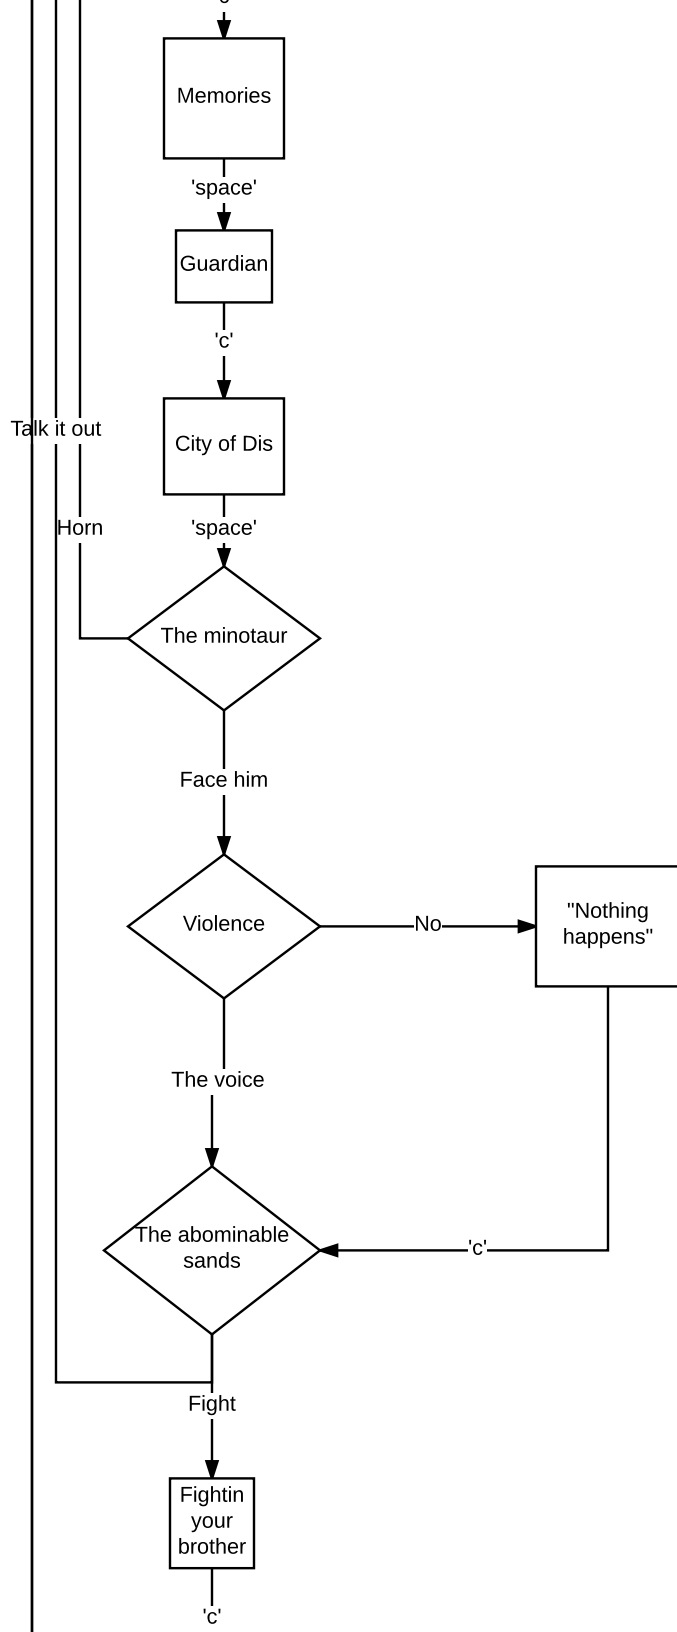 Memories
'space'
Guardian
'c'
Talk it out
City of Dis
Horn
'space'
The minotaur
Face him
Violence
No
"Nothing
happens"
The voice
The abominable
sands
'c'
Fight
Fightin
your
brother
'c'